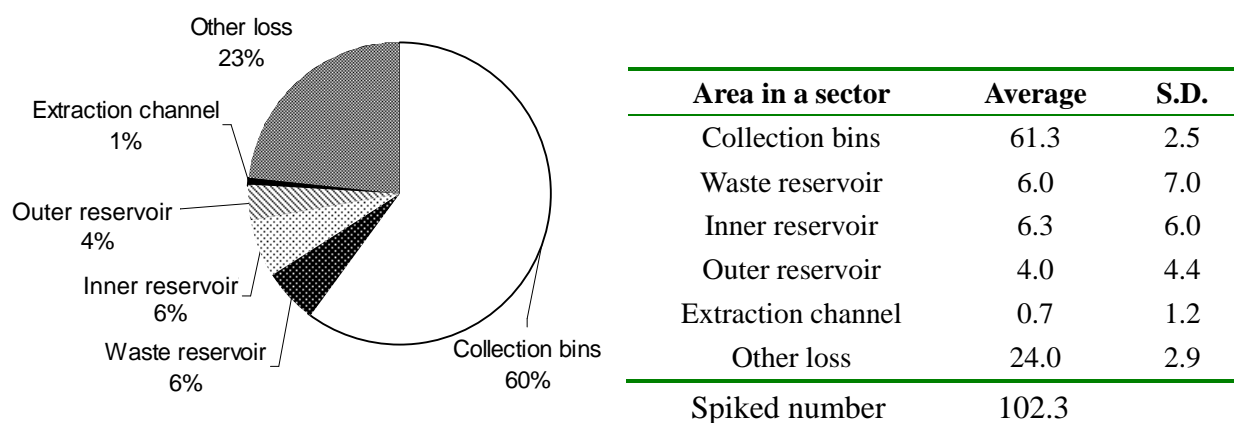 Other loss
23%
Extraction channel
1%
Outer reservoir
4%
Inner reservoir
6%
Waste reservoir
6%
Collection bins
60%
Area in a sector Average S.D.
Collection bins 61.3 2.5
Waste reservoir 6.0 7.0
Inner reservoir 6.3 6.0
Outer reservoir 4.0 4.4
Extraction channel 0.7 1.2
Other loss 24.0 2.9
Spiked number 102.3